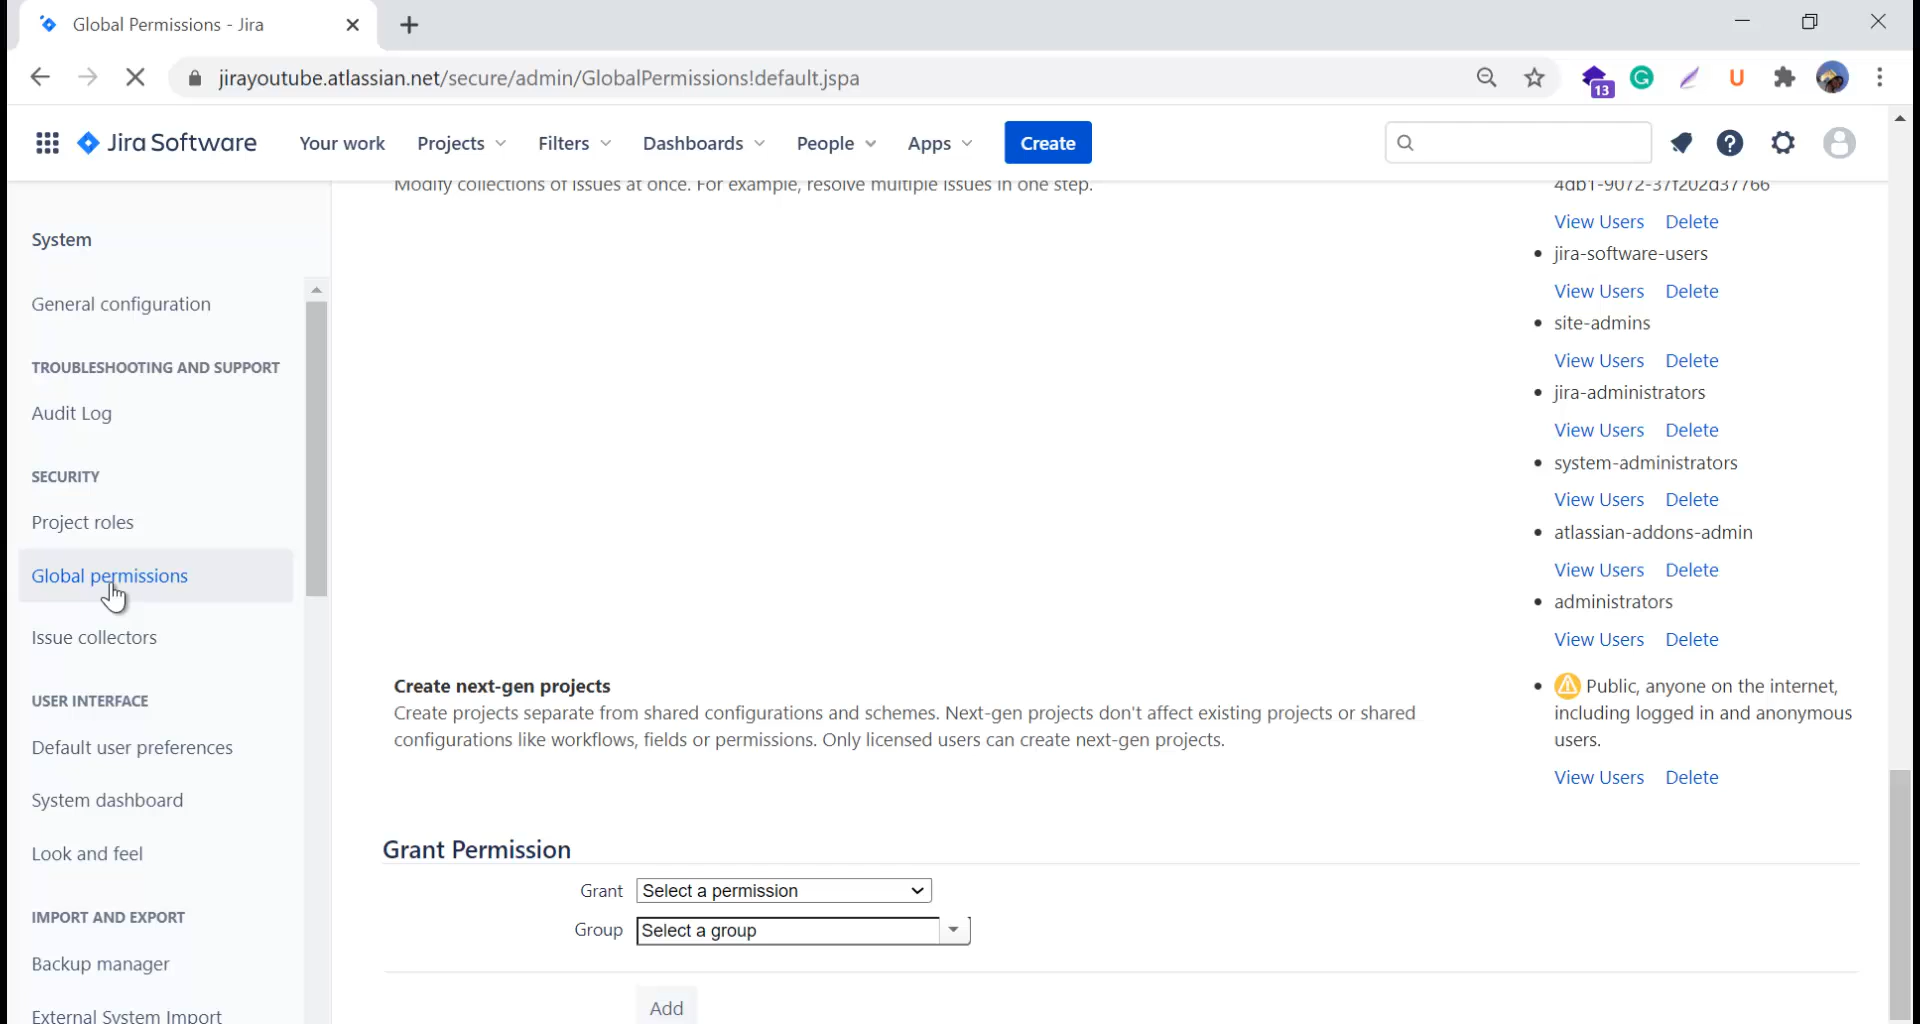 Global Permissions - Jira
jirayoutube.atlassian.net/secure/admin/GlobalPermissions!default.jspa
13
Jira Software
Your work
Projects
Filters
Dashboards
People
Apps
Create
System
General configuration
TROUBLESHOOTING AND SUPPORT
Audit Log
SECURITY
Project roles
Global permissions
Issue collectors
USER INTERFACE
Default user preferences
System dashboard
Look and feel
IMPORT AND EXPORT
Backup manager
External System Import
Modify collections of issues at once. For example, resolve multiple issues in one step.
4db1-9072-37f202d37766
View Users Delete
• jira-software-users
View Users Delete
• site-admins
View Users Delete
• jira-administrators
View Users Delete
• system-administrators
View Users Delete
• atlassian-addons-admin
View Users Delete
• administrators
View Users Delete
Create next-gen projects
Create projects separate from shared configurations and schemes. Next-gen projects don't affect existing projects or shared
configurations like workflows, fields or permissions. Only licensed users can create next-gen projects.
• Public, anyone on the internet,
including logged in and anonymous
users.
View Users Delete
Grant Permission
Grant Select a permission
Group Select a group
Add